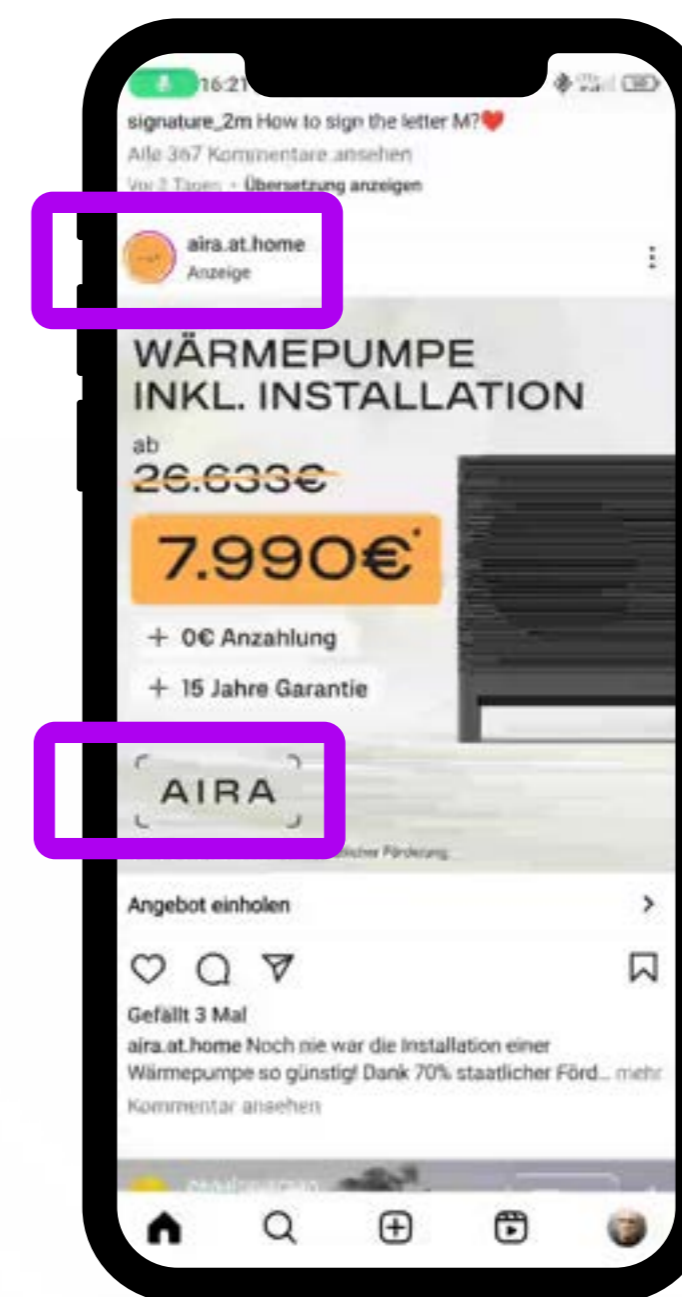 16:21
signature_2m How to sign the letter M?❤️
Alle 367 Kommentare ansehen
Vor 2 Tagen • Übersetzung anzeigen
aira.at.home
Anzeige
WÄRMEPUMPE
INKL. INSTALLATION
ab
26.633€
7.990€*
+ 0€ Anzahlung
+ 15 Jahre Garantie
AIRA
Förderung.
Angebot einholen
Gefällt 3 Mal
aira.at.home Noch nie war die Installation einer
Wärmepumpe so günstig! Dank 70% staatlicher Förd... mehr
Kommentar ansehen